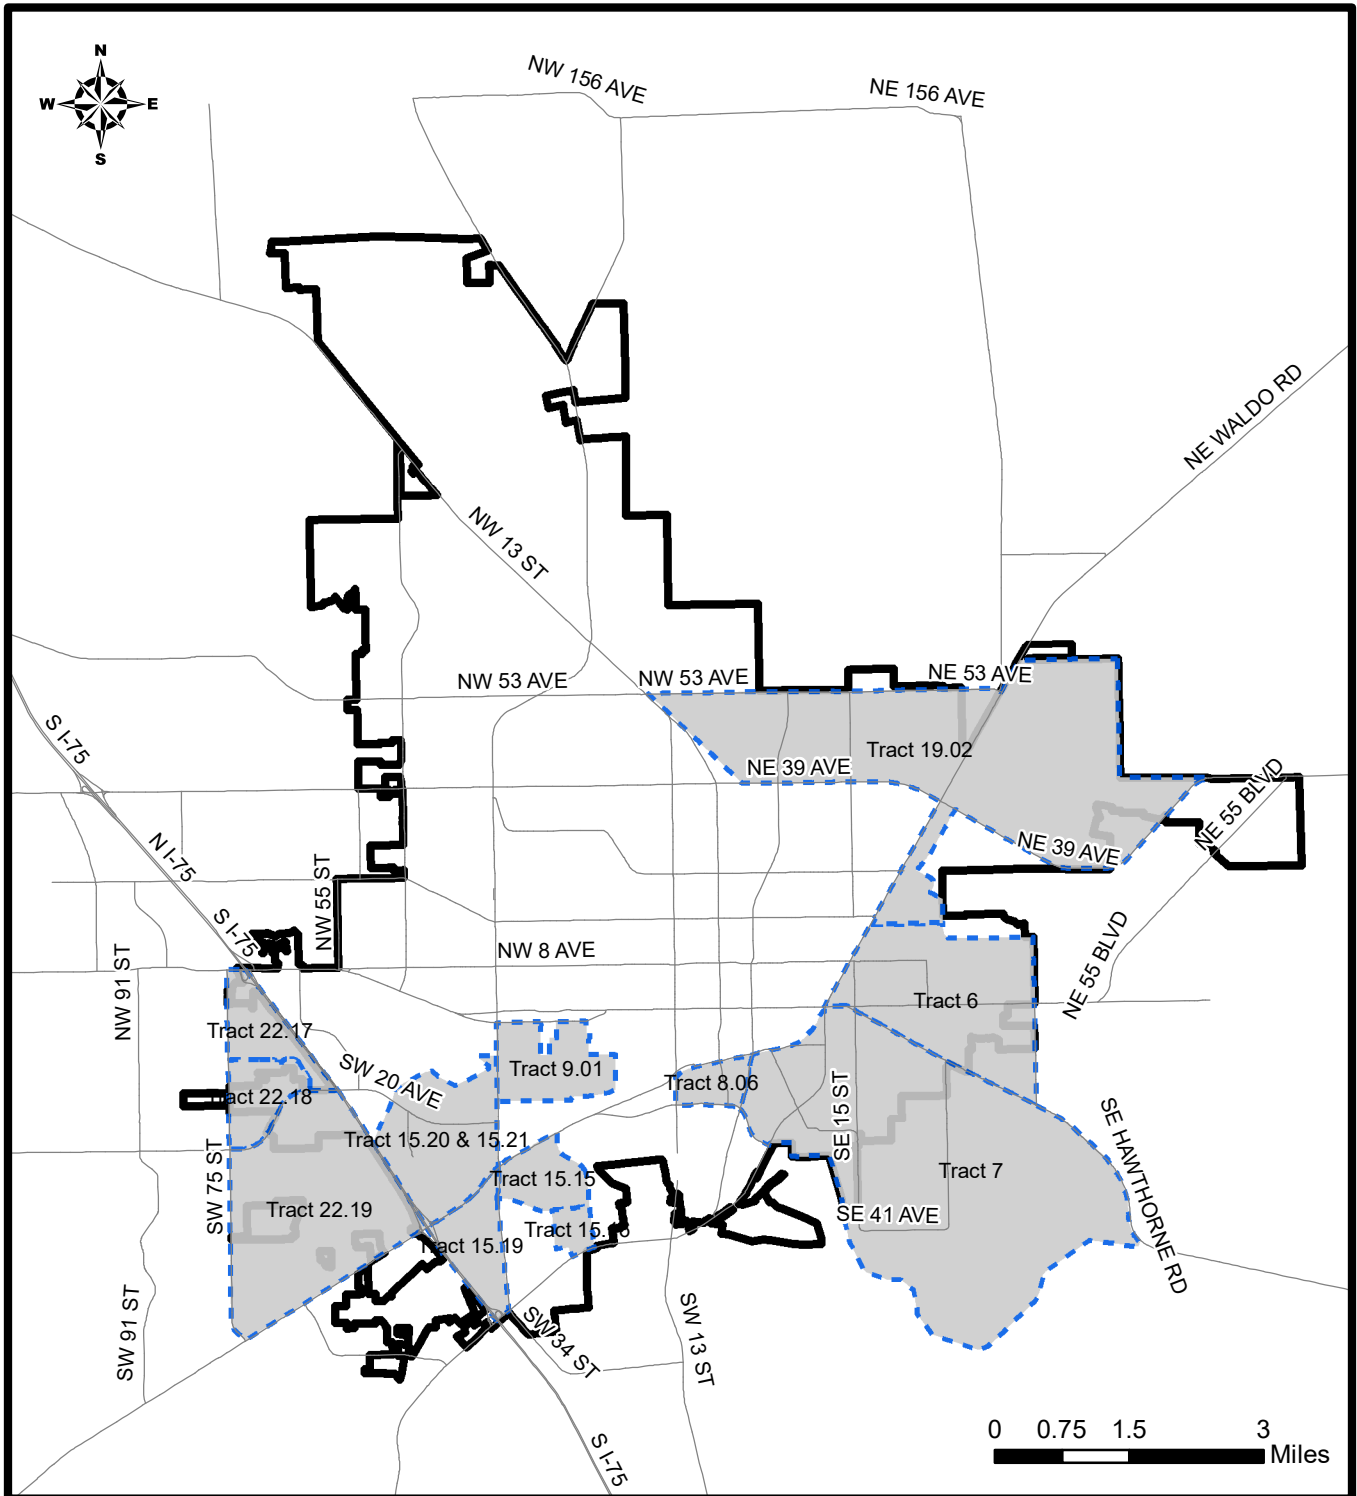 N
W
E
S
NW 156 AVE
NE 156 AVE
NE WALDO RD
NW 13 ST
NW 53 AVE
NW 53 AVE
NE 53 AVE
S I-75
Tract 19.02
NE 39 AVE
NE 55 BLVD
N I-75
NE 39 AVE
NW 55 ST
S I-75
NW 8 AVE
NW 91 ST
NE 55 BLVD
Tract 6
Tract 22.17
SW 20 AVE
Tract 9.01
Tract 8.06
Tract 22.18
SE 15 ST
Tract 15.20 & 15.21
SE HAWTHORNE RD
SW 75 ST
Tract 15.15
Tract 7
Tract 22.19
SE 41 AVE
Tract 15.19
SW 91 ST
SW 34 ST
SW 13 ST
S I-75
0 0.75 1.5 3
Miles